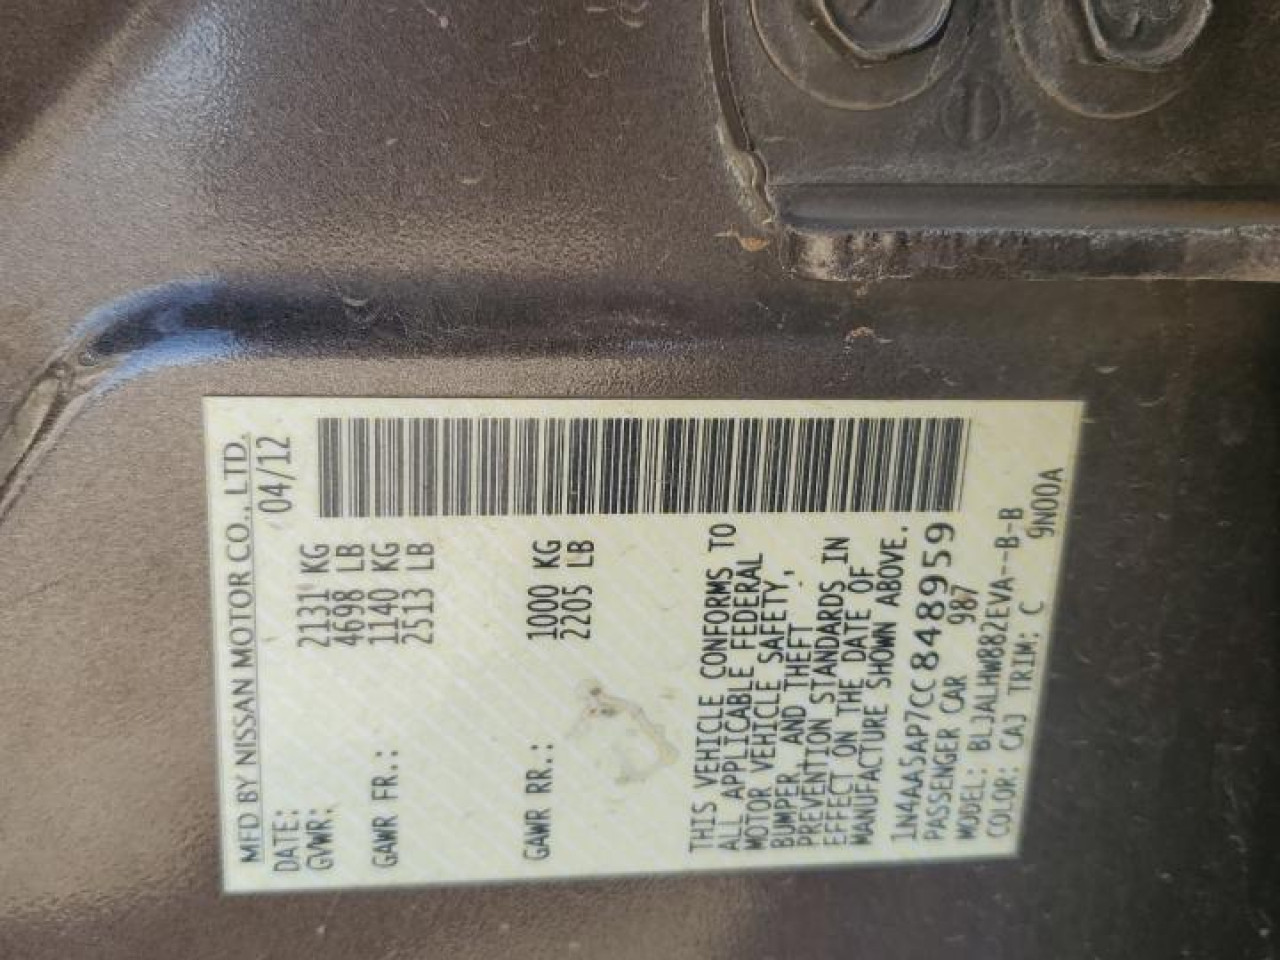 MFD BY NISSAN MOTOR CO., LTD.
DATE: 04/12
GVWR: 2131 KG
4698 LB
GAWR FR.: 1140 KG
2513 LB
GAWR RR.: 1000 KG
2205 LB
THIS VEHICLE CONFORMS TO
ALL APPLICABLE FEDERAL
MOTOR VEHICLE SAFETY,
BUMPER, AND THEFT
PREVENTION STANDARDS IN
EFFECT ON THE DATE OF
MANUFACTURE SHOWN ABOVE.
1N4AA5AP7CC848959
PASSENGER CAR 987
MODEL: BLJALHW882EVA--B-B
COLOR: CAJ TRIM: C 9N00A